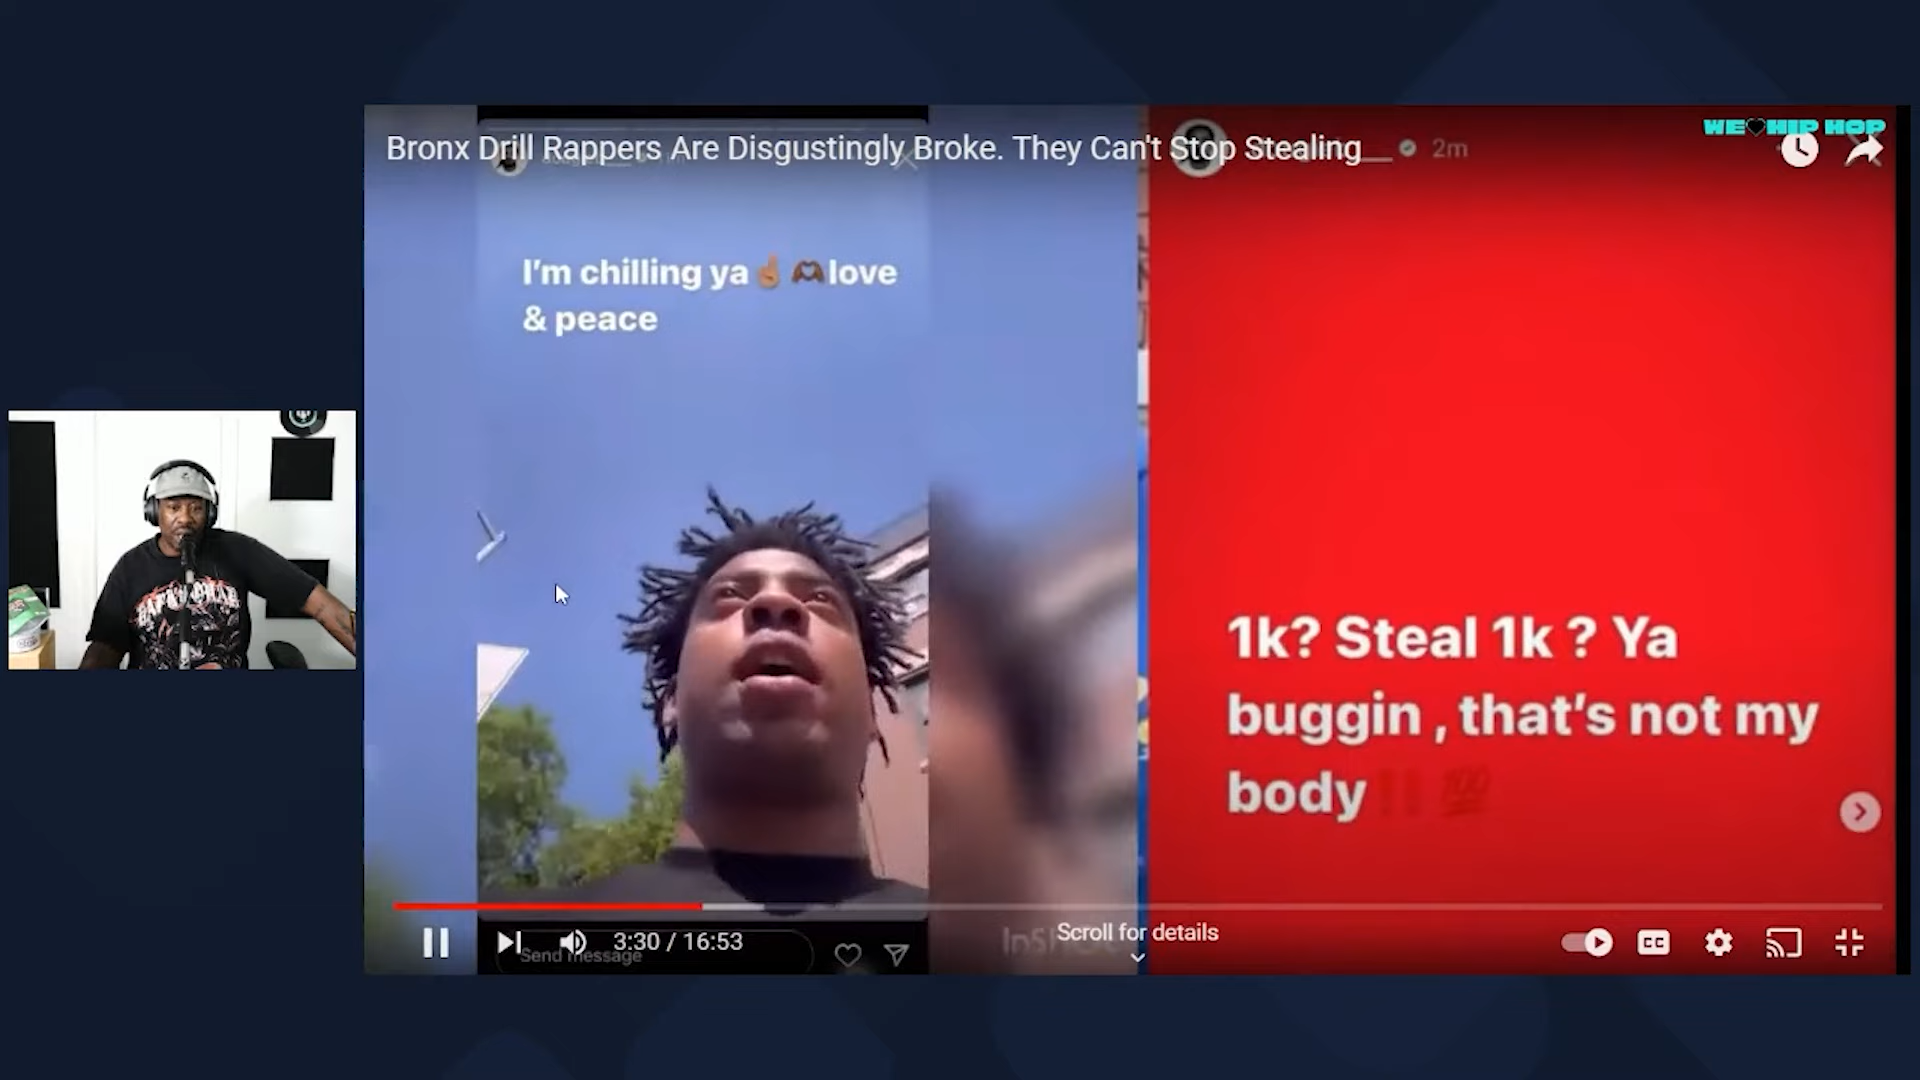 WE HIP HOP
Bronx Drill Rappers Are Disgustingly Broke. They Can't Stop Stealing
2m
I'm chilling ya☝🏾🫶🏾love
& peace
1k? Steal 1k ? Ya
buggin , that's not my
body‼️ 💯
Scroll for details
3:30 / 16:53
CC
Send message